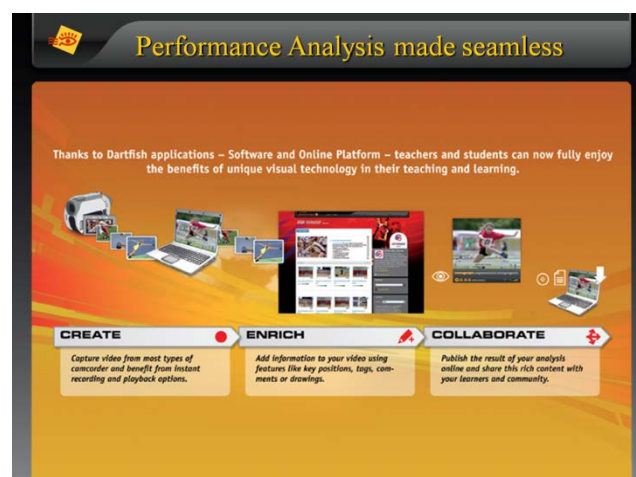 Performance Analysis made seamless
Thanks to Dartfish applications – Software and Online Platform – teachers and students can now fully enjoy
the benefits of unique visual technology in their teaching and learning.
CREATE
Capture video from most types of
camcorder and benefit from instant
recording and playback options.
ENRICH
Add information to your video using
features like key positions, tags, com-
ments or drawings.
COLLABORATE
Publish the result of your analysis
online and share this rich content with
your learners and community.